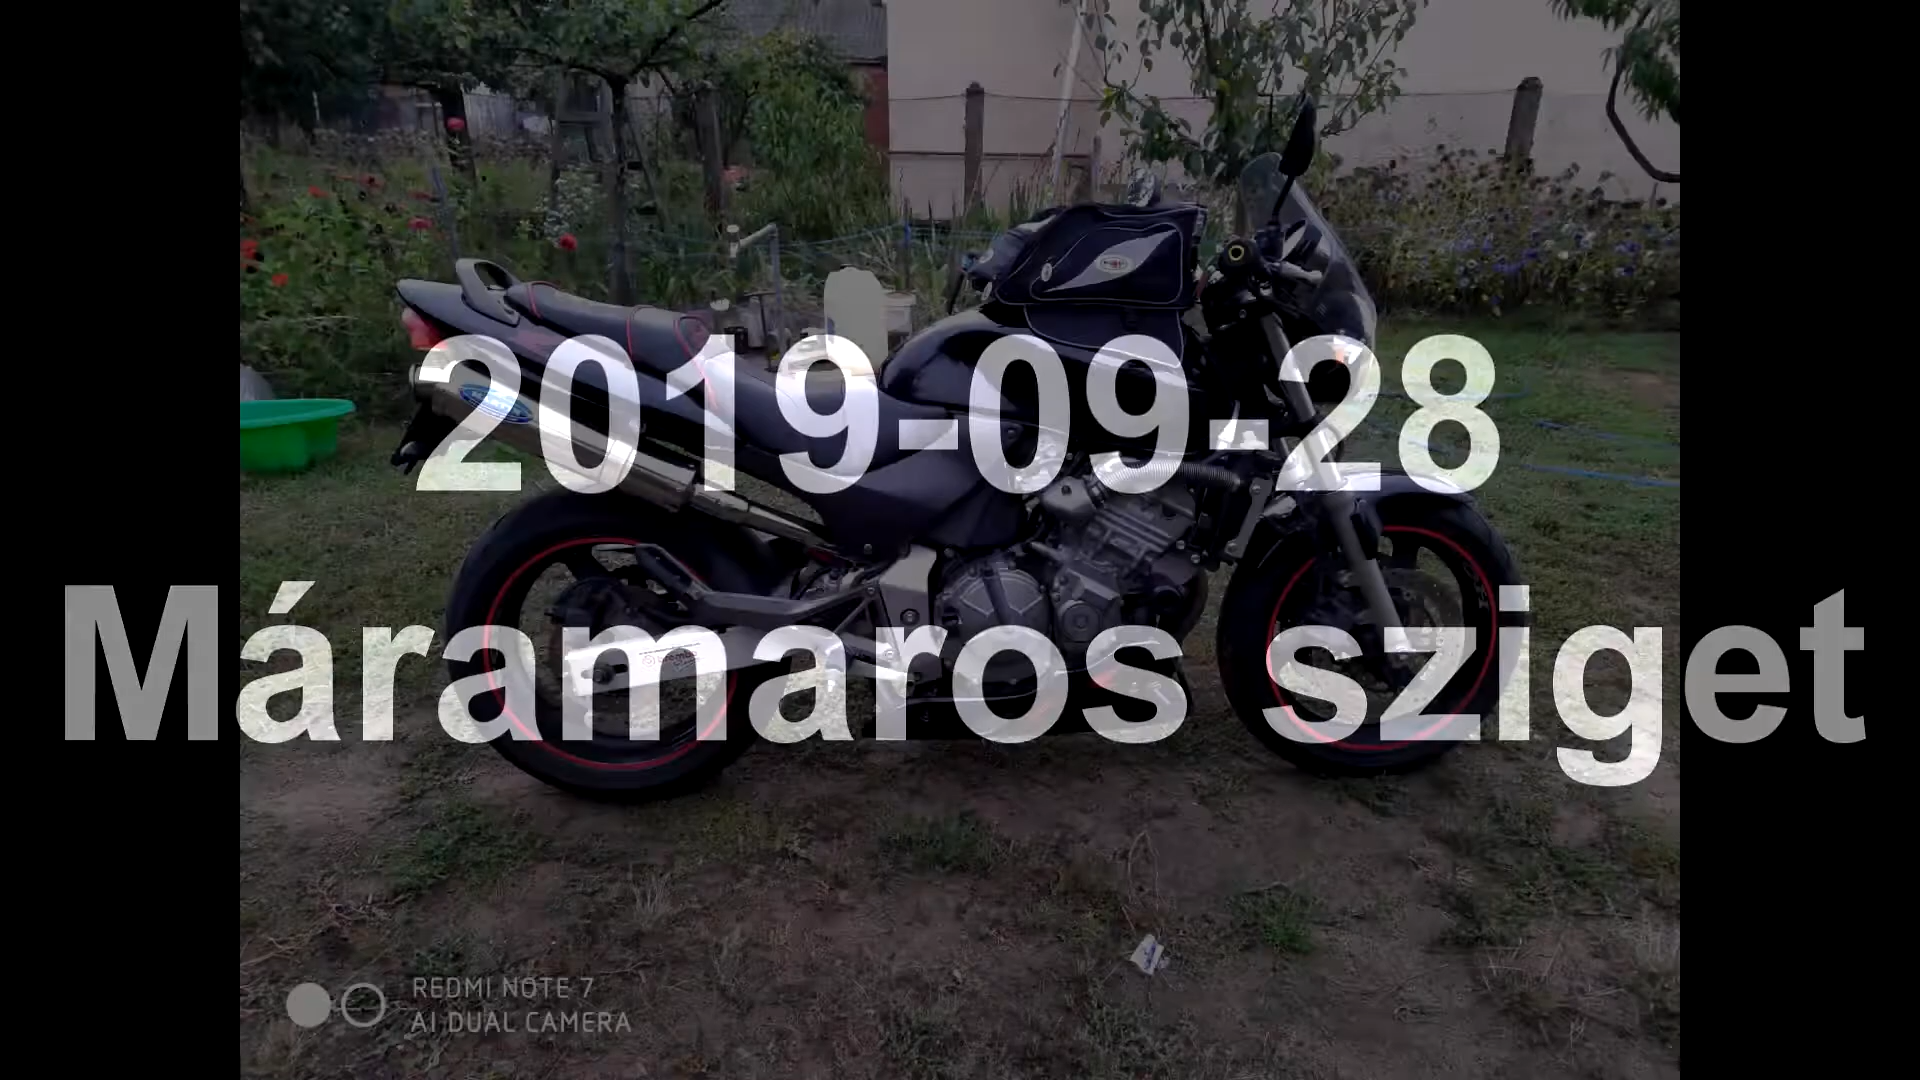 2019-09-28
Máramaros sziget
REDMI NOTE 7
AI DUAL CAMERA